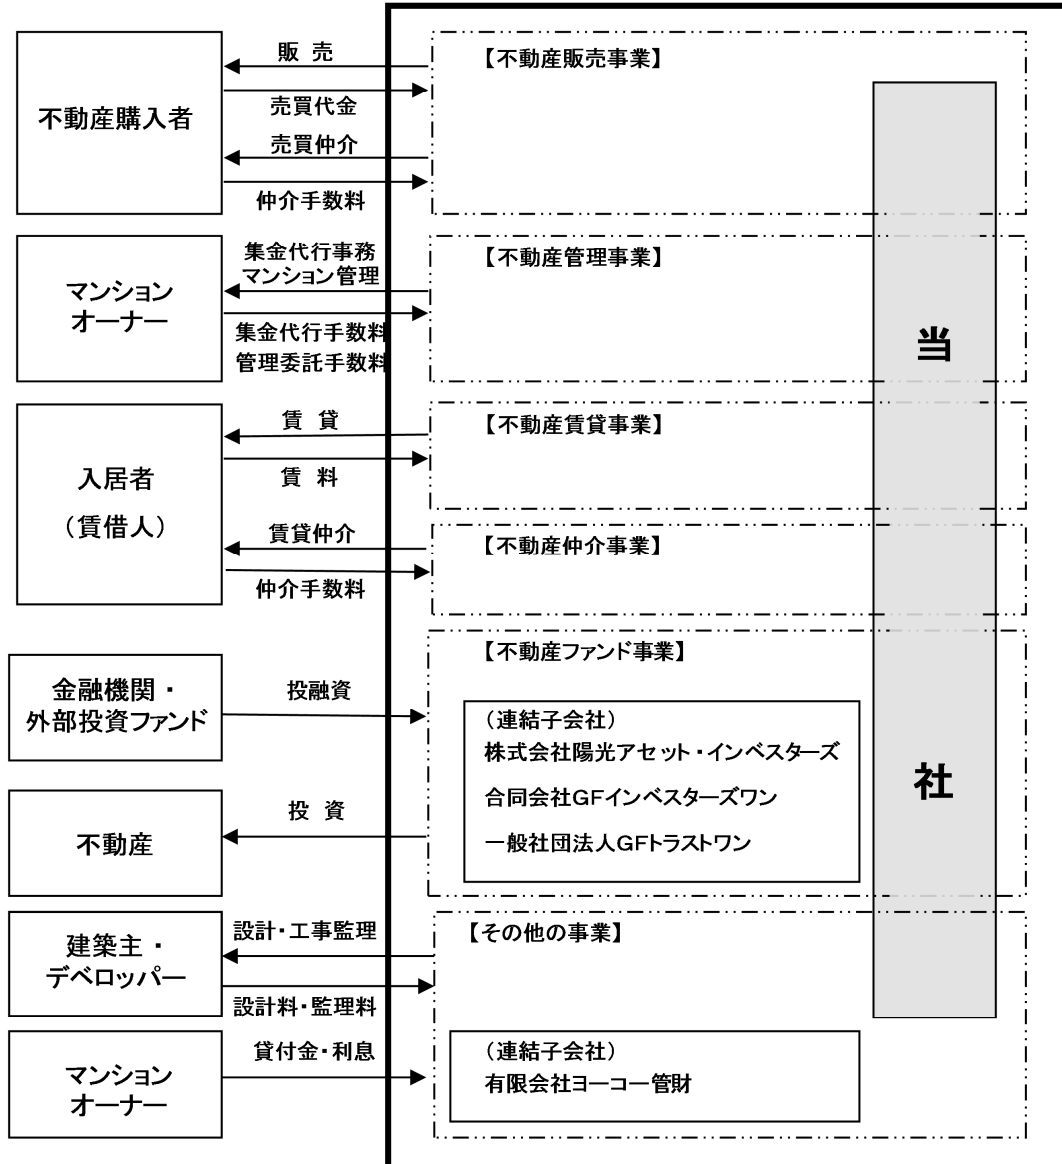 販 売
【不動産販売事業】
不動産購入者
売買代金
売買仲介
仲介手数料
集金代行事務
マンション管理
【不動産管理事業】
マンション
オーナー
集金代行手数料
管理委託手数料
当
賃 貸
【不動産賃貸事業】
入居者
（賃借人）
賃 料
賃貸仲介
【不動産仲介事業】
仲介手数料
【不動産ファンド事業】
金融機関・
外部投資ファンド
投融資
（連結子会社）
株式会社陽光アセット・インベスターズ
合同会社GFインベスターズワン
一般社団法人GFトラストワン
社
投 資
不動産
設計・工事監理
【その他の事業】
建築主・
デベロッパー
設計料・監理料
貸付金・利息
マンション
オーナー
（連結子会社）
有限会社ヨーコー管財